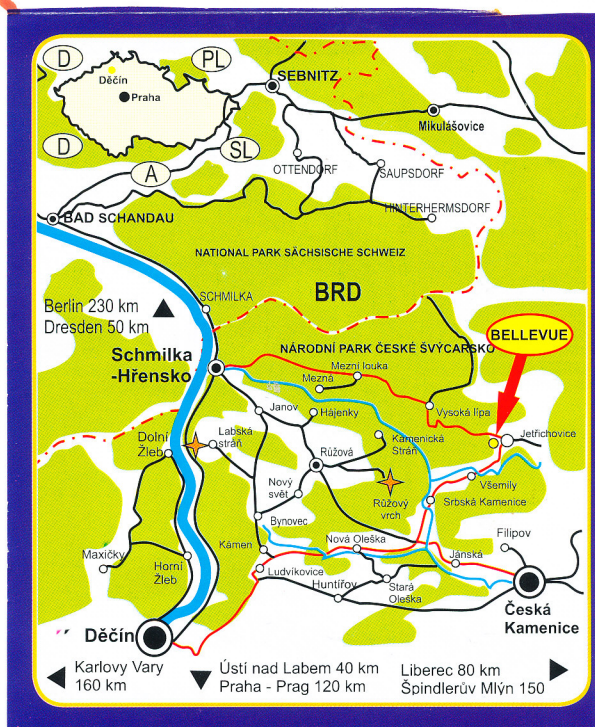 D
PL
Děčín
Praha
SEBNITZ
Mikulášovice
D
SL
A
OTTENDORF
SAUPSDORF
HINTERHERMSDORF
BAD SCHANDAU
NATIONAL PARK SÄCHSISCHE SCHWEIZ
BRD
SCHMILKA
Berlin 230 km
Dresden 50 km
BELLEVUE
Schmilka
-Hřensko
NÁRODNÍ PARK ČESKÉ ŠVÝCARSKO
Mezní louka
Mezná
Janov
Hájenky
Vysoká lípa
Jetřichovice
Dolní
Žleb
Labská
stráň
Kamenická
Stráň
Růžová
Nový
svět
Růžový
vrch
Všemily
Srbská Kamenice
Bynovec
Filipov
Maxičky
Horní
Žleb
Kámen
Nová Oleška
Jánská
Ludvíkovice
Huntířov
Stará
Oleška
Česká
Kamenice
Děčín
Karlovy Vary
160 km
Ústí nad Labem 40 km
Praha - Prag 120 km
Liberec 80 km
Špindlerův Mlýn 150